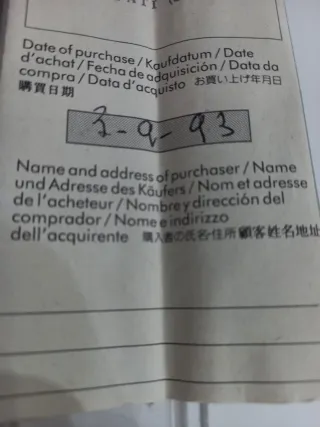 Date of purchase / Kaufdatum / Date
d'achat / Fecha de adquisición / Data da
compra / Data d'acquisto お買い上げ年月日
購買日期
3-9-93
Name and address of purchaser / Name
und Adresse des Käufers / Nom et adresse
de l'acheteur / Nombre y dirección del
comprador / Nome e indirizzo
dell'acquirente 購入者の氏名・住所 顧客姓名地址